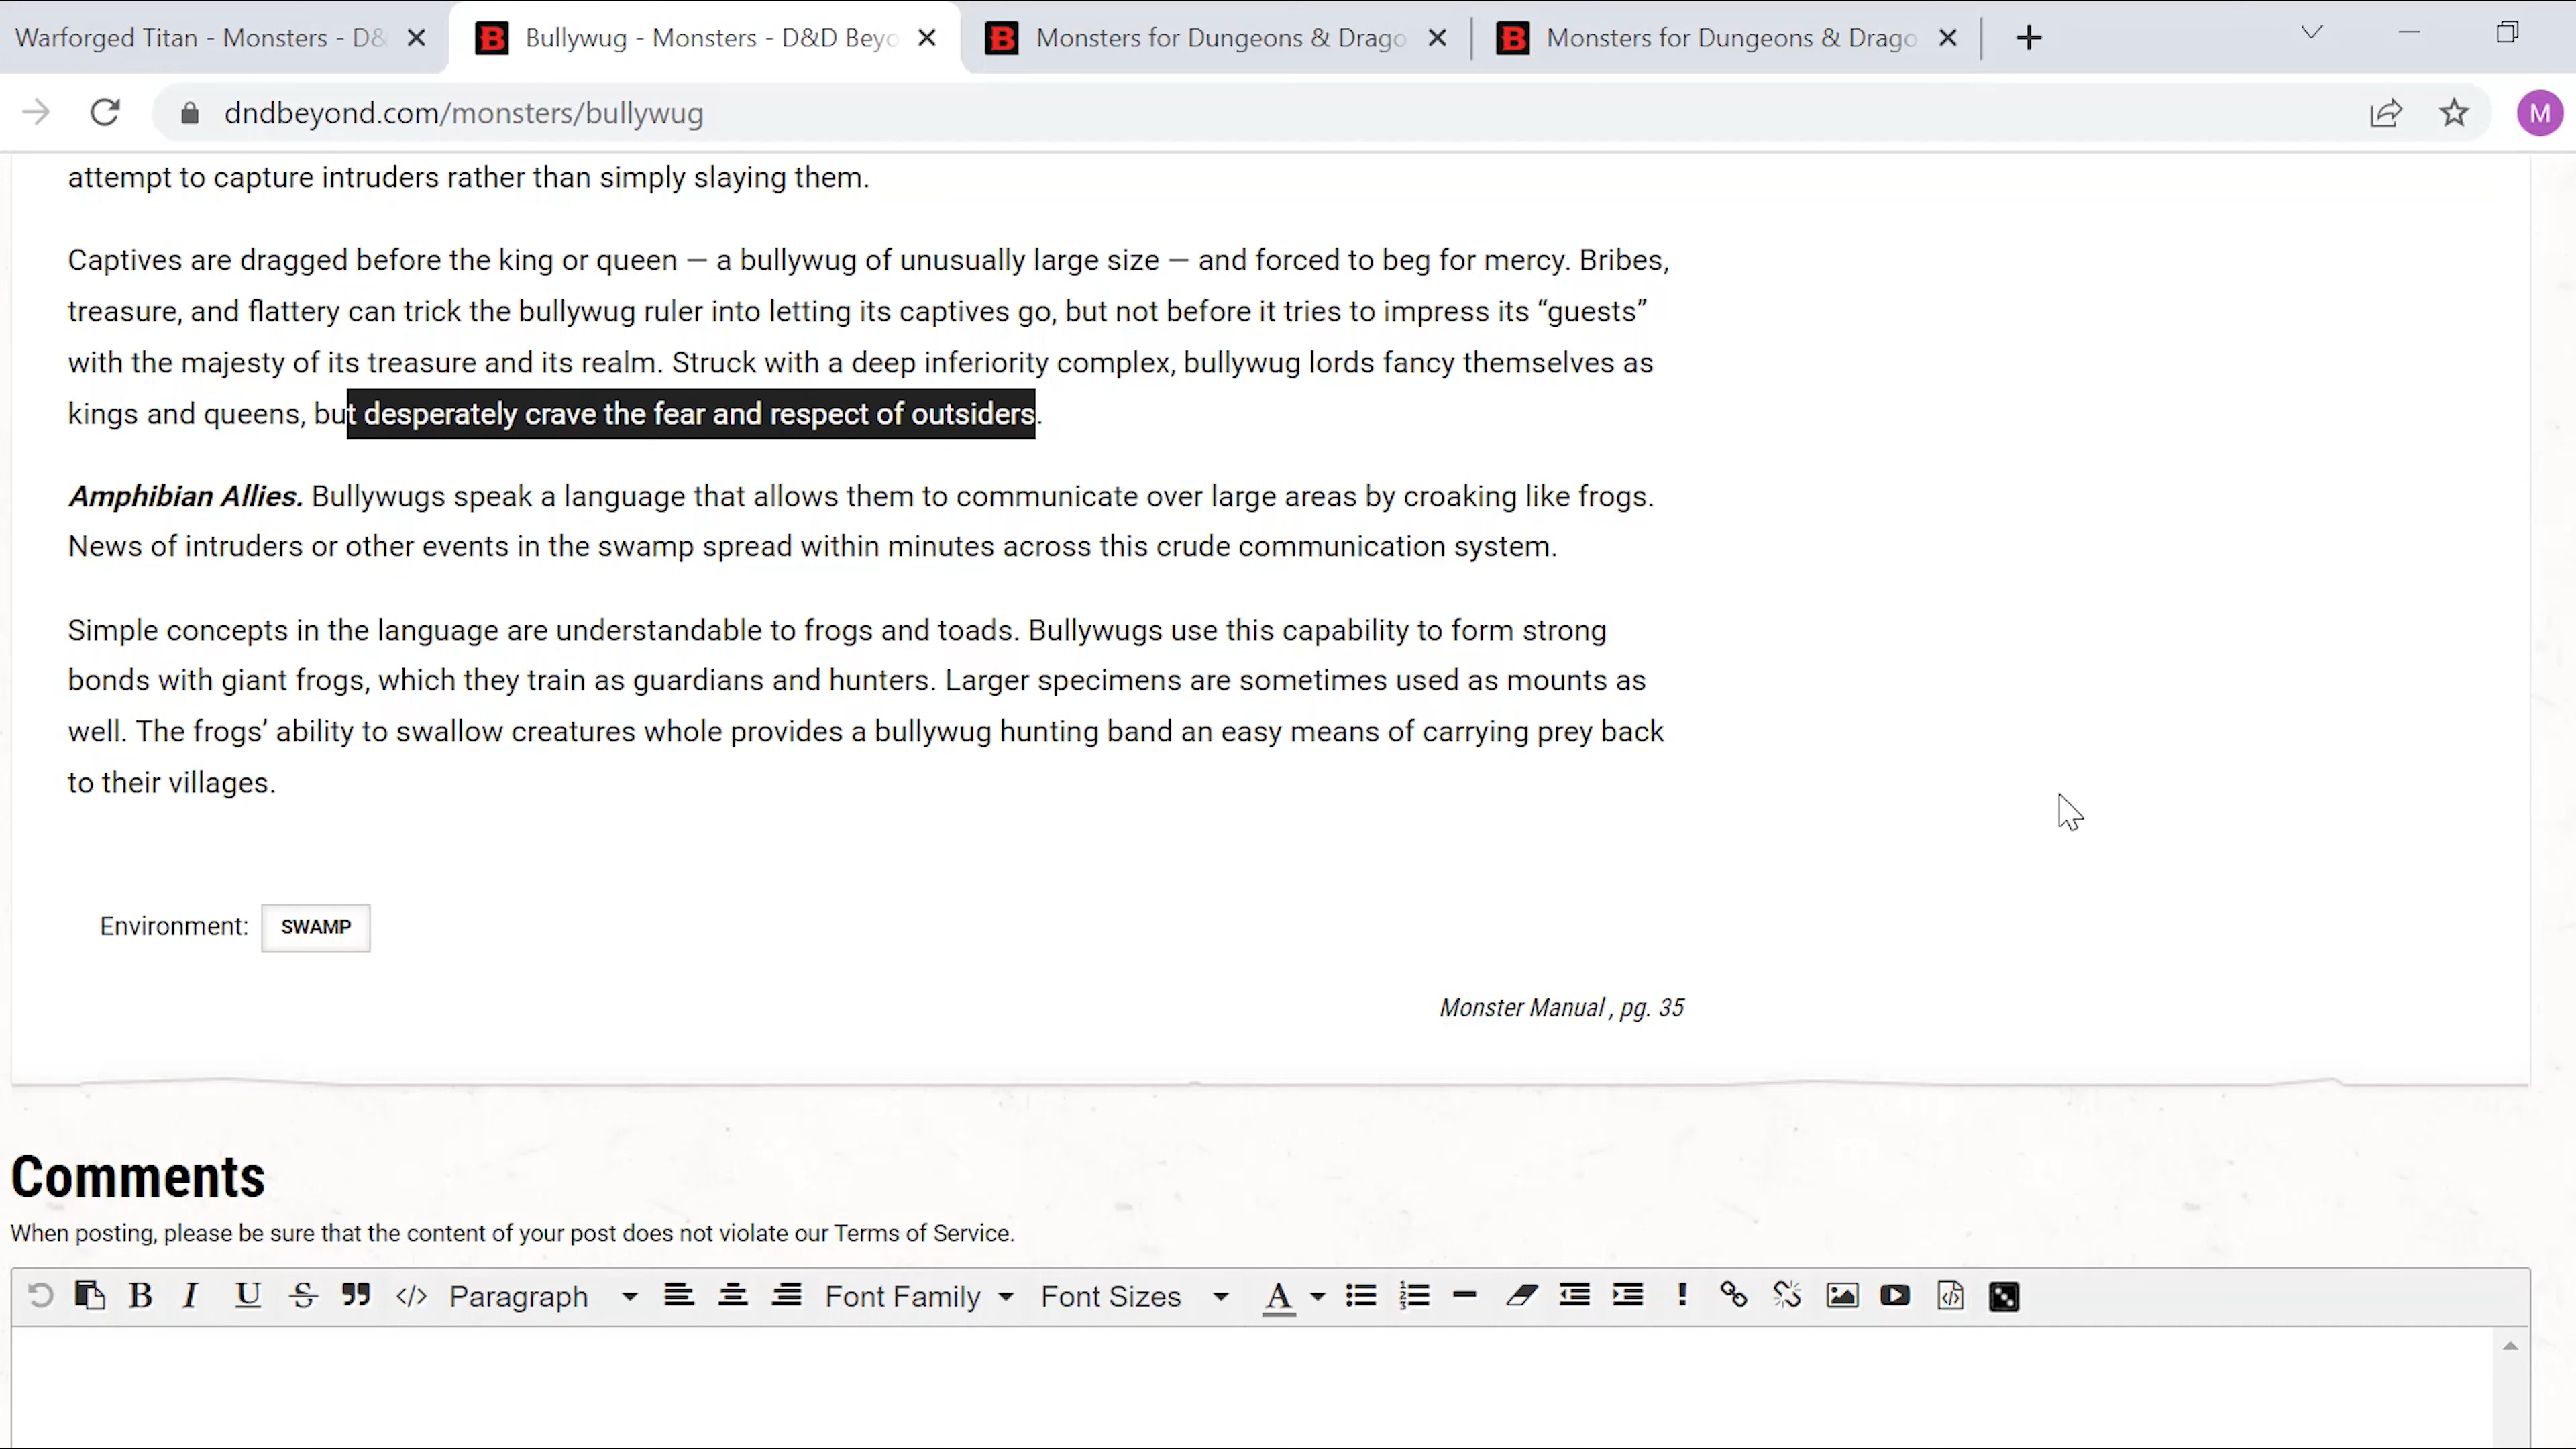 Warforged Titan - Monsters - D&
Bullywug - Monsters - D&D Beyo
Monsters for Dungeons & Drago
Monsters for Dungeons & Drago
dndbeyond.com/monsters/bullywug
M
attempt to capture intruders rather than simply slaying them.
Captives are dragged before the king or queen — a bullywug of unusually large size — and forced to beg for mercy. Bribes,
treasure, and flattery can trick the bullywug ruler into letting its captives go, but not before it tries to impress its “guests”
with the majesty of its treasure and its realm. Struck with a deep inferiority complex, bullywug lords fancy themselves as
kings and queens, but desperately crave the fear and respect of outsiders.
Amphibian Allies. Bullywugs speak a language that allows them to communicate over large areas by croaking like frogs.
News of intruders or other events in the swamp spread within minutes across this crude communication system.
Simple concepts in the language are understandable to frogs and toads. Bullywugs use this capability to form strong
bonds with giant frogs, which they train as guardians and hunters. Larger specimens are sometimes used as mounts as
well. The frogs’ ability to swallow creatures whole provides a bullywug hunting band an easy means of carrying prey back
to their villages.
Environment: SWAMP
Monster Manual , pg. 35
Comments
When posting, please be sure that the content of your post does not violate our Terms of Service.
B I U S Paragraph Font Family Font Sizes A